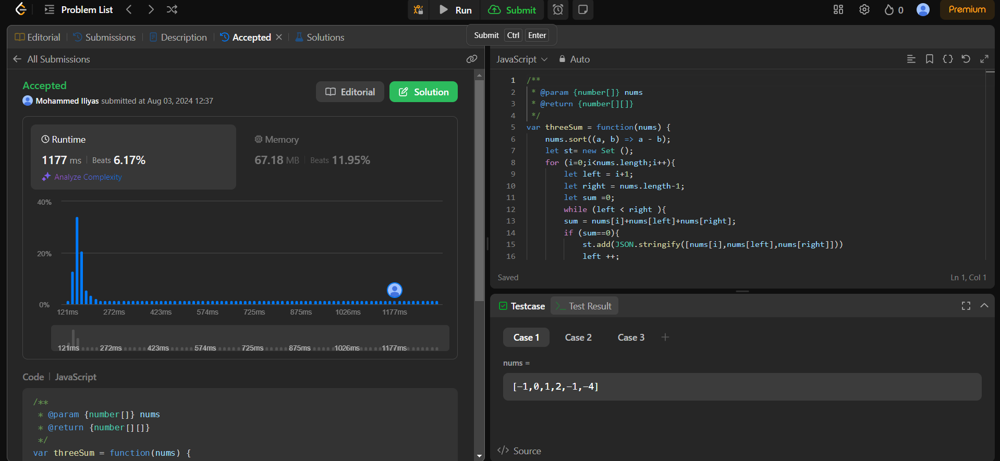 Problem List
Run
Submit
0
Premium
Editorial
Submissions
Description
Accepted
Solutions
Submit Ctrl Enter
All Submissions
Accepted
Mohammed Iliyas submitted at Aug 03, 2024 12:37
Editorial
Solution
Runtime
1177 ms Beats 6.17%
Analyze Complexity
Memory
67.18 MB Beats 11.95%
40%
20%
0%
121ms 272ms 423ms 574ms 725ms 875ms 1026ms 1177ms
121ms 272ms 423ms 574ms 725ms 875ms 1026ms 1177ms
Code JavaScript
/**
* @param {number[]} nums
* @return {number[][]}
*/
var threeSum = function(nums) {
JavaScript
Auto
1 /**
2 * @param {number[]} nums
3 * @return {number[][]}
4 */
5 var threeSum = function(nums) {
6 nums.sort((a, b) => a - b);
7 let st= new Set ();
8 for (i=0;i<nums.length;i++){
9 let left = i+1;
10 let right = nums.length-1;
11 let sum =0;
12 while (left < right ){
13 sum = nums[i]+nums[left]+nums[right];
14 if (sum==0){
15 st.add(JSON.stringify([nums[i],nums[left],nums[right]]))
16 left ++;
Saved
Ln 1, Col 1
Testcase
>_ Test Result
Case 1 Case 2 Case 3 +
nums =
[-1,0,1,2,-1,-4]
</> Source